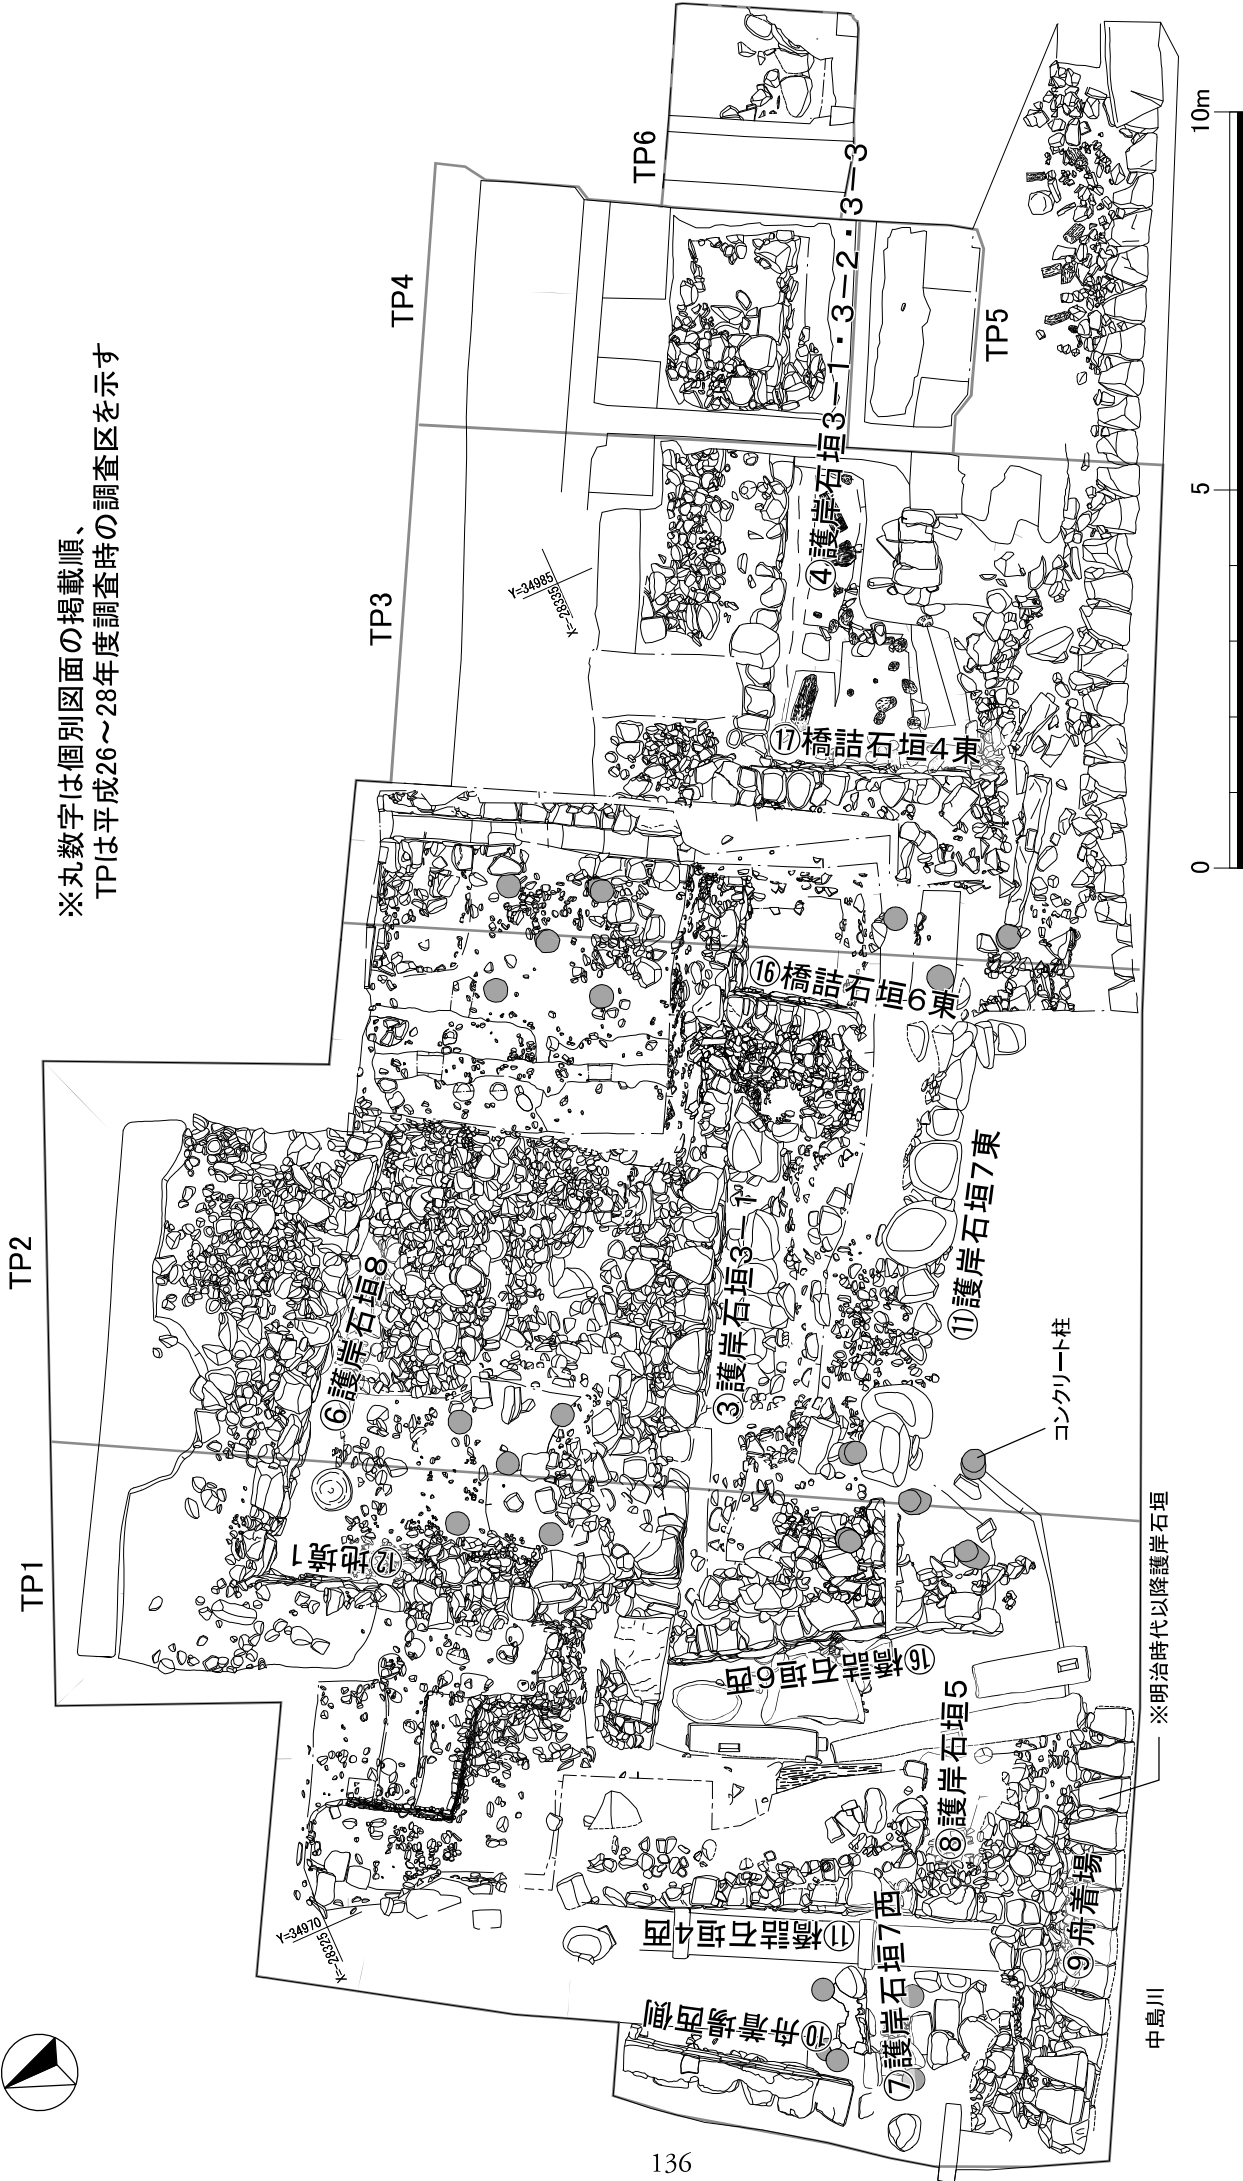 ※丸数字は個別図面の掲載順、
TPは平成26～28年度調査時の調査区を示す
TP1
TP2
TP3
TP4
TP5
TP6
Y=34970
X=-28325
Y=34985
X=-28335
⑥護岸石垣8
⑫地境1
③護岸石垣3－1
④護岸石垣3－1・3－2・3－3
⑰橋詰石垣4東
⑯橋詰石垣6東
⑪護岸石垣7東
⑯橋詰石垣6西
⑧護岸石垣5
⑪橋詰石垣4西
⑩舟着場西側
⑦護岸石垣7西
⑨舟着場
コンクリート柱
※明治時代以降護岸石垣
中島川
0
5
10m
136